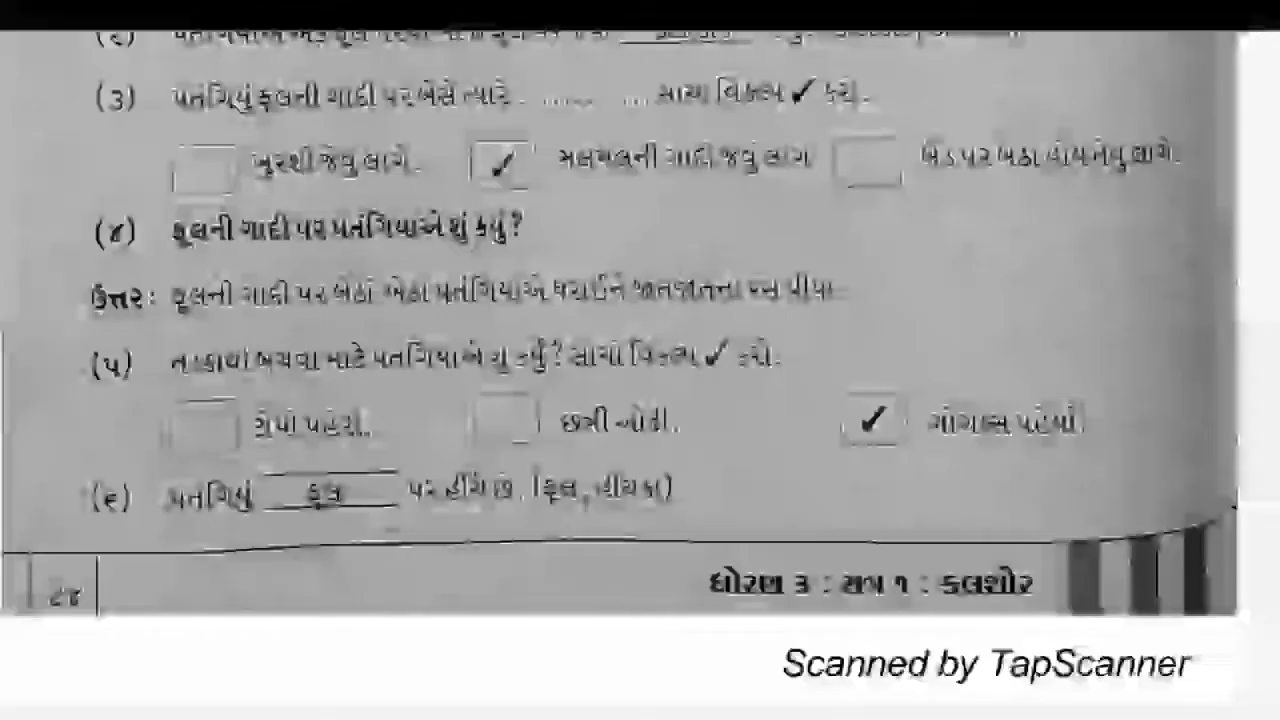 (૩) પતંગિયું ફૂલની ગાદી પર બેસે ત્યારે ...... ... સાચા વિકલ્પ ✓ કરો.
ખુરશી જેવું લાગે. ✓ મલમલની ગાદી જેવું લાગે બેડ પર બેઠા હોય તેવું લાગે.
(૪) ફૂલની ગાદી પર પતંગિયાએ શું કર્યું?
ઉત્તર: ફૂલની ગાદી પર બેઠાં બેઠાં પતંગિયાએ ધરાઈને જાતજાતના રસ પીધા.
(૫) તડકાથી બચવા માટે પતંગિયાએ શું કર્યું? સાચો વિકલ્પ ✓ કરો.
ટોપી પહેરી. છત્રી ઓઢી. ✓ ગોગલ્સ પહેર્યાં.
(૬) પતંગિયું ફૂલ પર હીંચે છે. (ફૂલ, હીંચકા)
ધોરણ ૩ : સત્ર ૧ : કલશોર
Scanned by TapScanner